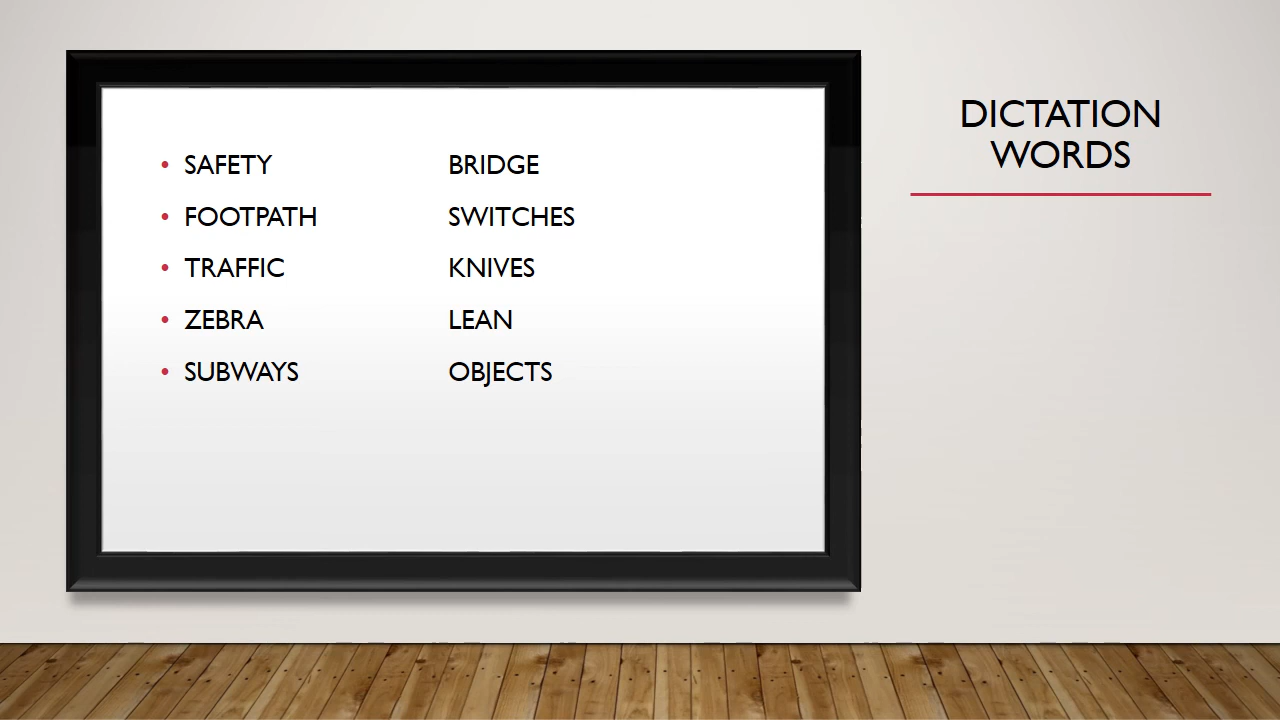 DICTATION
WORDS
• SAFETY BRIDGE
• FOOTPATH SWITCHES
• TRAFFIC KNIVES
• ZEBRA LEAN
• SUBWAYS OBJECTS